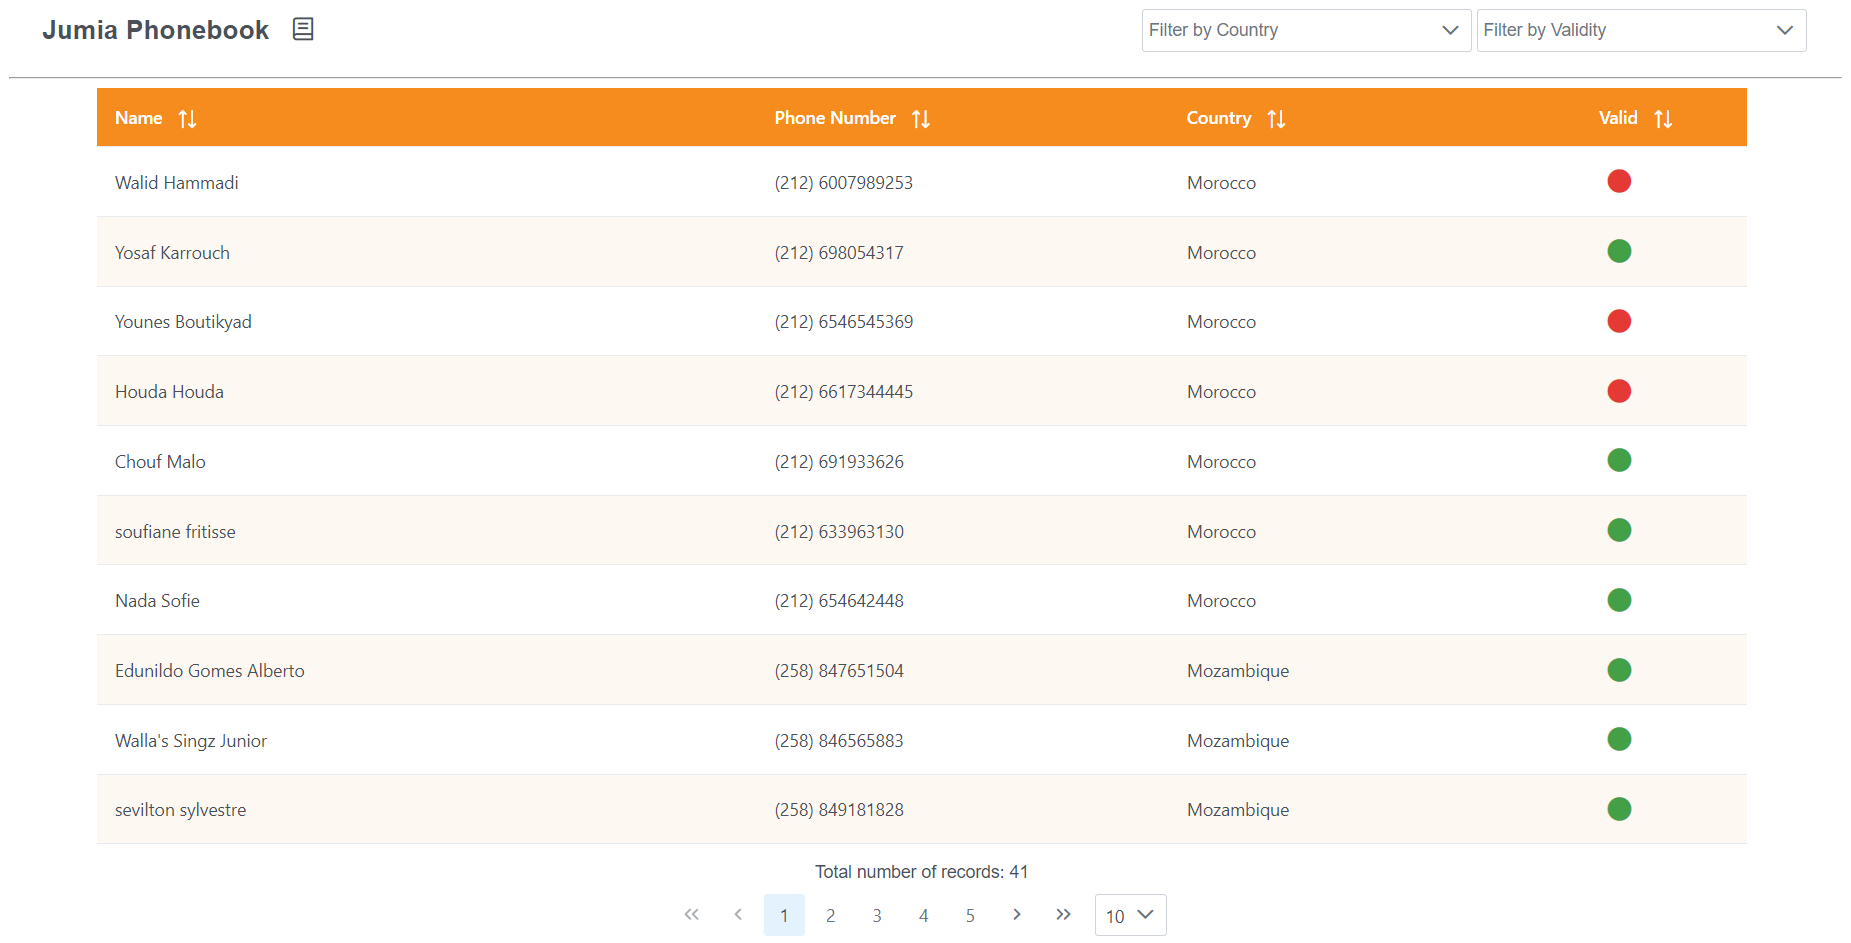 Jumia Phonebook
Filter by Country
Filter by Validity
Name Phone Number Country Valid
Walid Hammadi (212) 6007989253 Morocco
Yosaf Karrouch (212) 698054317 Morocco
Younes Boutikyad (212) 6546545369 Morocco
Houda Houda (212) 6617344445 Morocco
Chouf Malo (212) 691933626 Morocco
soufiane fritisse (212) 633963130 Morocco
Nada Sofie (212) 654642448 Morocco
Edunildo Gomes Alberto (258) 847651504 Mozambique
Walla's Singz Junior (258) 846565883 Mozambique
sevilton sylvestre (258) 849181828 Mozambique
Total number of records: 41
1 2 3 4 5 10